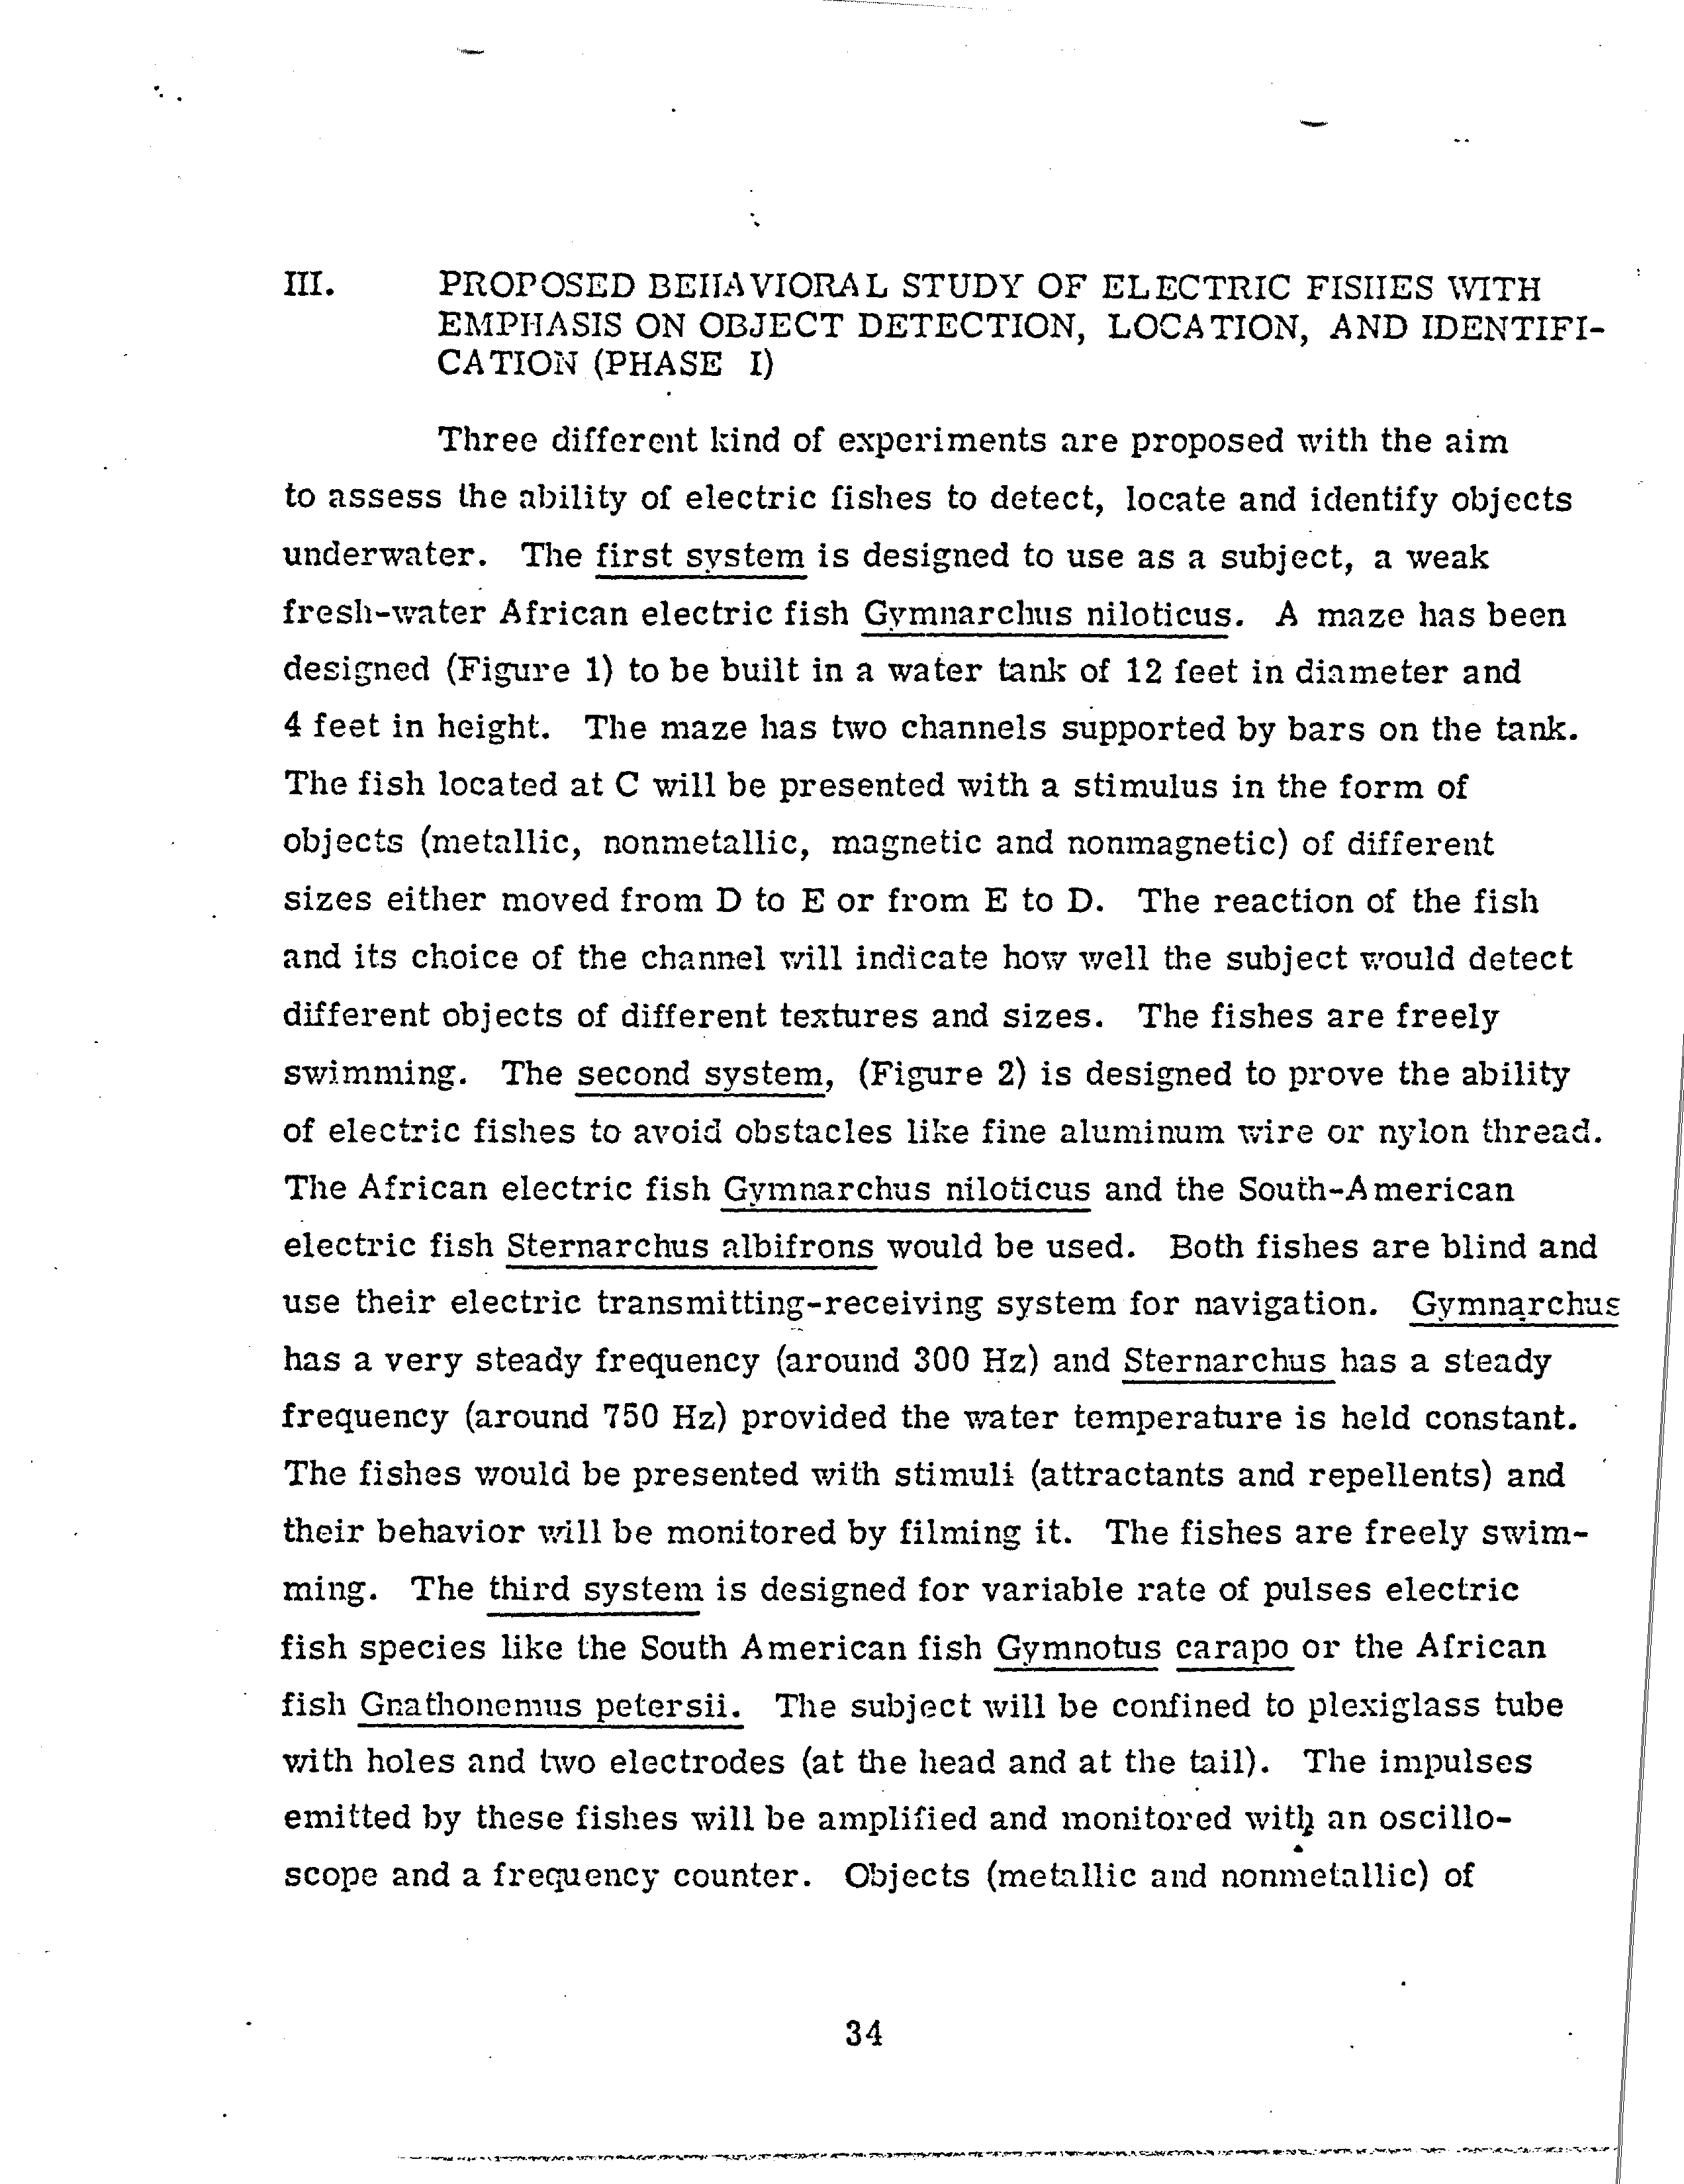 III. PROPOSED BEHAVIORAL STUDY OF ELECTRIC FISHES WITH
EMPHASIS ON OBJECT DETECTION, LOCATION, AND IDENTIFI-
CATION (PHASE I)
Three different kind of experiments are proposed with the aim
to assess the ability of electric fishes to detect, locate and identify objects
underwater. The first system is designed to use as a subject, a weak
fresh-water African electric fish Gymnarchus niloticus. A maze has been
designed (Figure 1) to be built in a water tank of 12 feet in diameter and
4 feet in height. The maze has two channels supported by bars on the tank.
The fish located at C will be presented with a stimulus in the form of
objects (metallic, nonmetallic, magnetic and nonmagnetic) of different
sizes either moved from D to E or from E to D. The reaction of the fish
and its choice of the channel will indicate how well the subject would detect
different objects of different textures and sizes. The fishes are freely
swimming. The second system, (Figure 2) is designed to prove the ability
of electric fishes to avoid obstacles like fine aluminum wire or nylon thread.
The African electric fish Gymnarchus niloticus and the South-American
electric fish Sternarchus albifrons would be used. Both fishes are blind and
use their electric transmitting-receiving system for navigation. Gymnarchus
has a very steady frequency (around 300 Hz) and Sternarchus has a steady
frequency (around 750 Hz) provided the water temperature is held constant.
The fishes would be presented with stimuli (attractants and repellents) and
their behavior will be monitored by filming it. The fishes are freely swim-
ming. The third system is designed for variable rate of pulses electric
fish species like the South American fish Gymnotus carapo or the African
fish Gnathonemus petersii. The subject will be confined to plexiglass tube
with holes and two electrodes (at the head and at the tail). The impulses
emitted by these fishes will be amplified and monitored with an oscillo-
scope and a frequency counter. Objects (metallic and nonmetallic) of
34